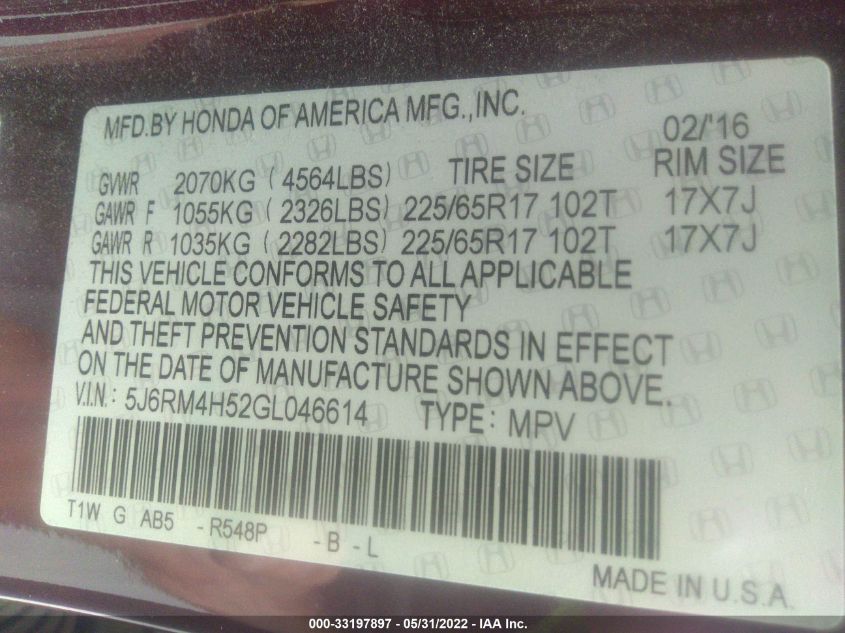 MFD.BY HONDA OF AMERICA MFG.,INC.
02/'16
GVWR 2070KG ( 4564LBS) TIRE SIZE RIM SIZE
GAWR F 1055KG ( 2326LBS) 225/65R17 102T 17X7J
GAWR R 1035KG ( 2282LBS) 225/65R17 102T 17X7J
THIS VEHICLE CONFORMS TO ALL APPLICABLE
FEDERAL MOTOR VEHICLE SAFETY
AND THEFT PREVENTION STANDARDS IN EFFECT
ON THE DATE OF MANUFACTURE SHOWN ABOVE.
V.I.N: 5J6RM4H52GL046614 TYPE: MPV
T1W G AB5 -R548P -B -L
MADE IN U.S.A.
000-33197897 - 05/31/2022 - IAA Inc.